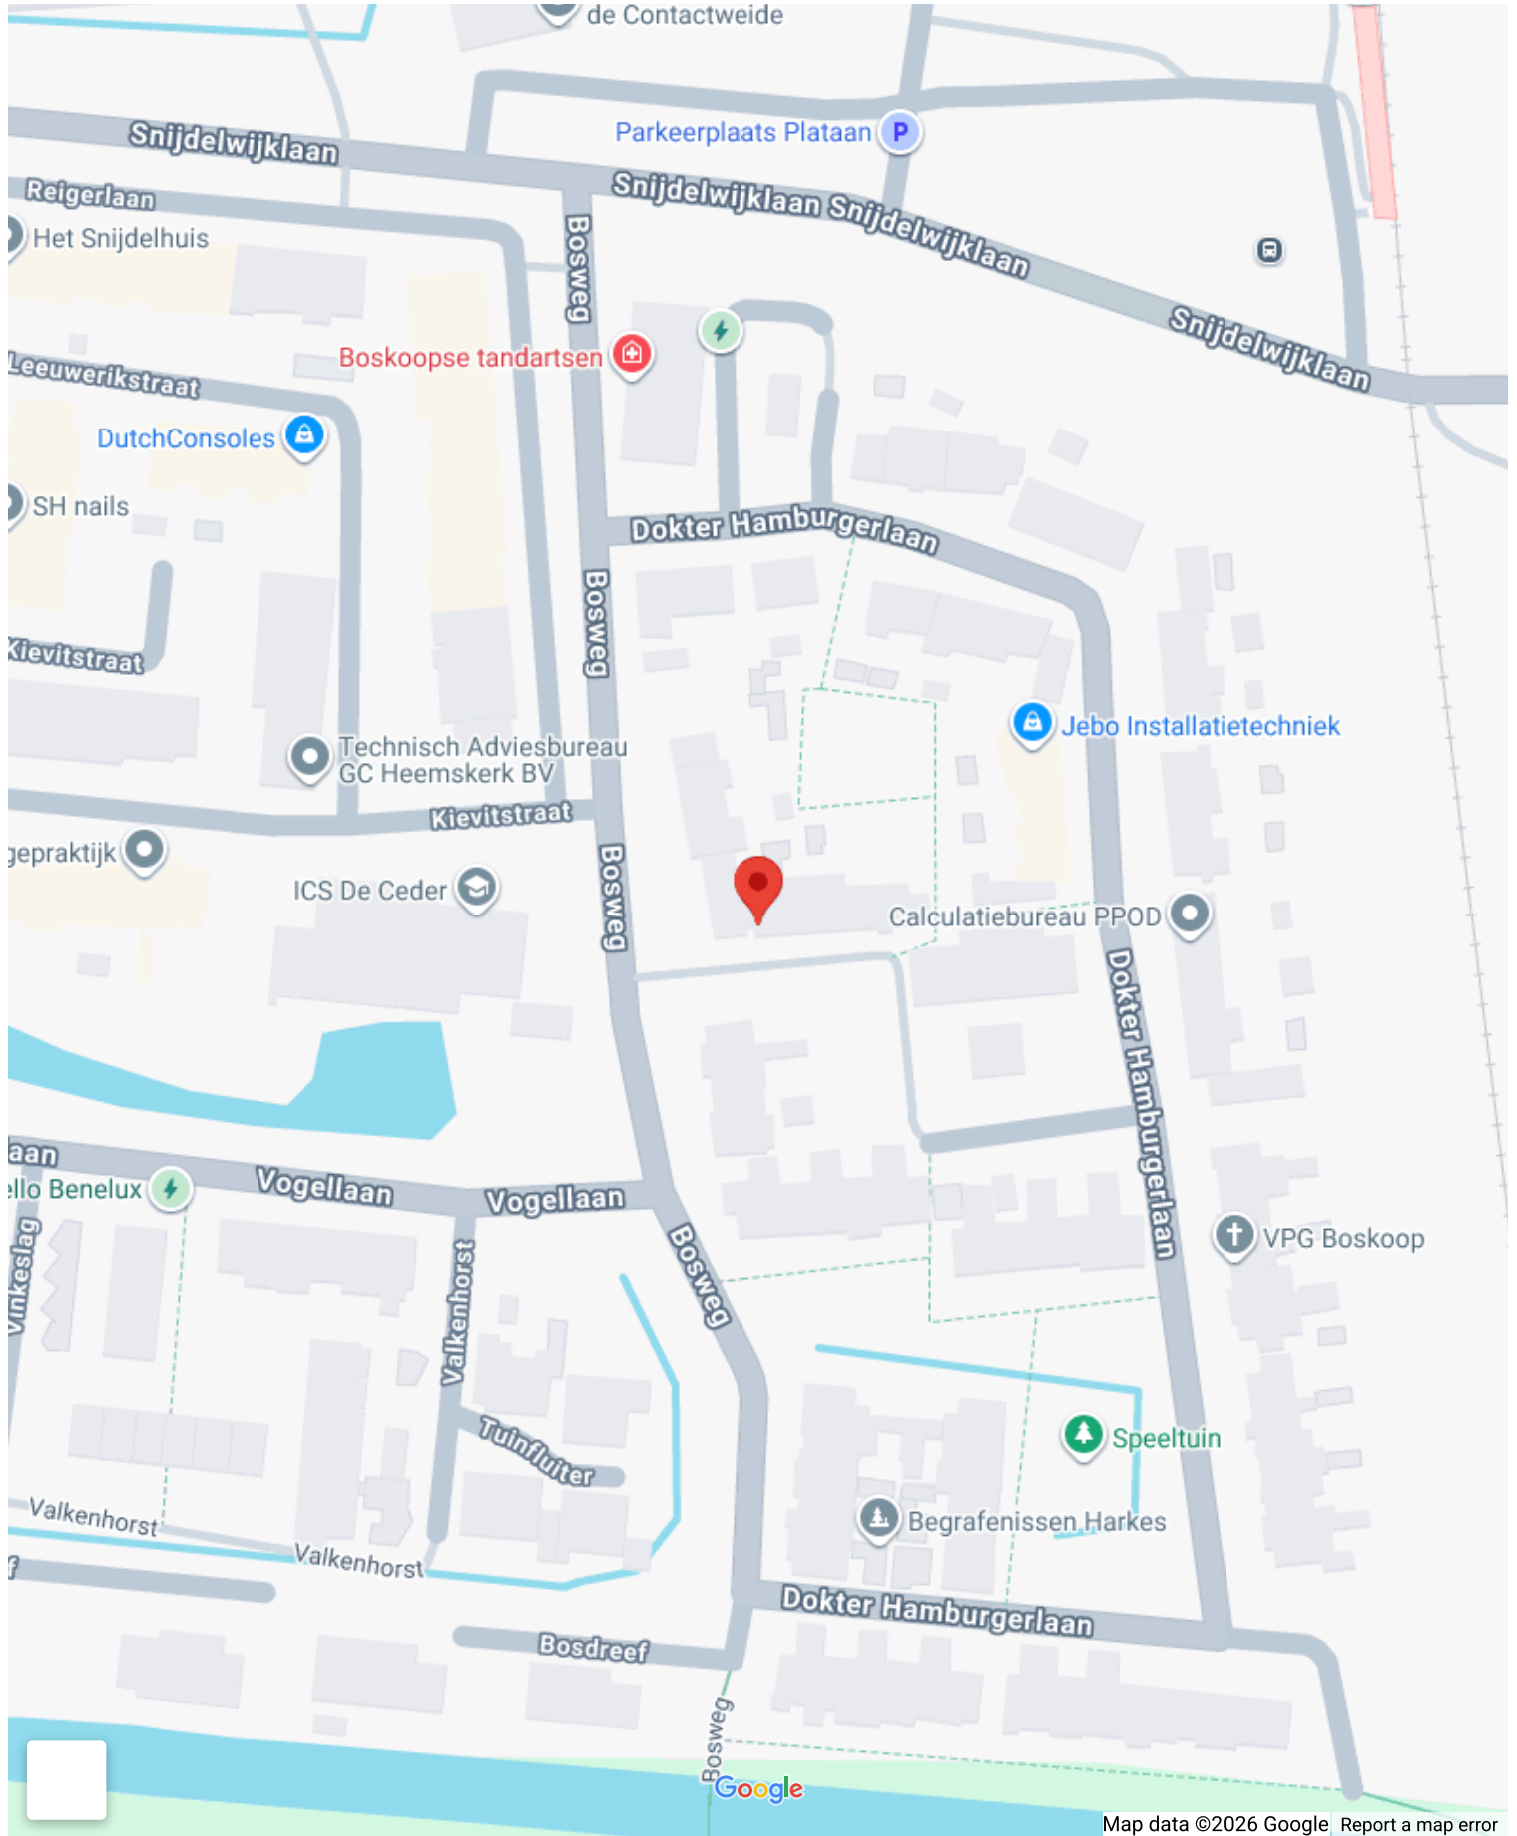 de Contactweide
Parkeerplaats Plataan
P
Snijdelwijklaan
Snijdelwijklaan
Snijdelwijklaan
Reigerlaan
Het Snijdelhuis
Bosweg
Snijdelwijklaan
Boskoopse tandartsen
Leeuwerikstraat
DutchConsoles
SH nails
Dokter Hamburgerlaan
Bosweg
Kievitstraat
Jebo Installatietechniek
Technisch Adviesbureau
GC Heemskerk BV
Kievitstraat
gepraktijk
Bosweg
ICS De Ceder
Calculatiebureau PPOD
Dokter Hamburgerlaan
aan
Vogellaan
Vogellaan
ello Benelux
Vinkeslag
Valkenhorst
Bosweg
VPG Boskoop
Tuinfluiter
Speeltuin
Valkenhorst
Begrafenissen Harkes
Valkenhorst
f
Dokter Hamburgerlaan
Bosdreef
Bosweg
Google
Map data ©2026 Google
Report a map error